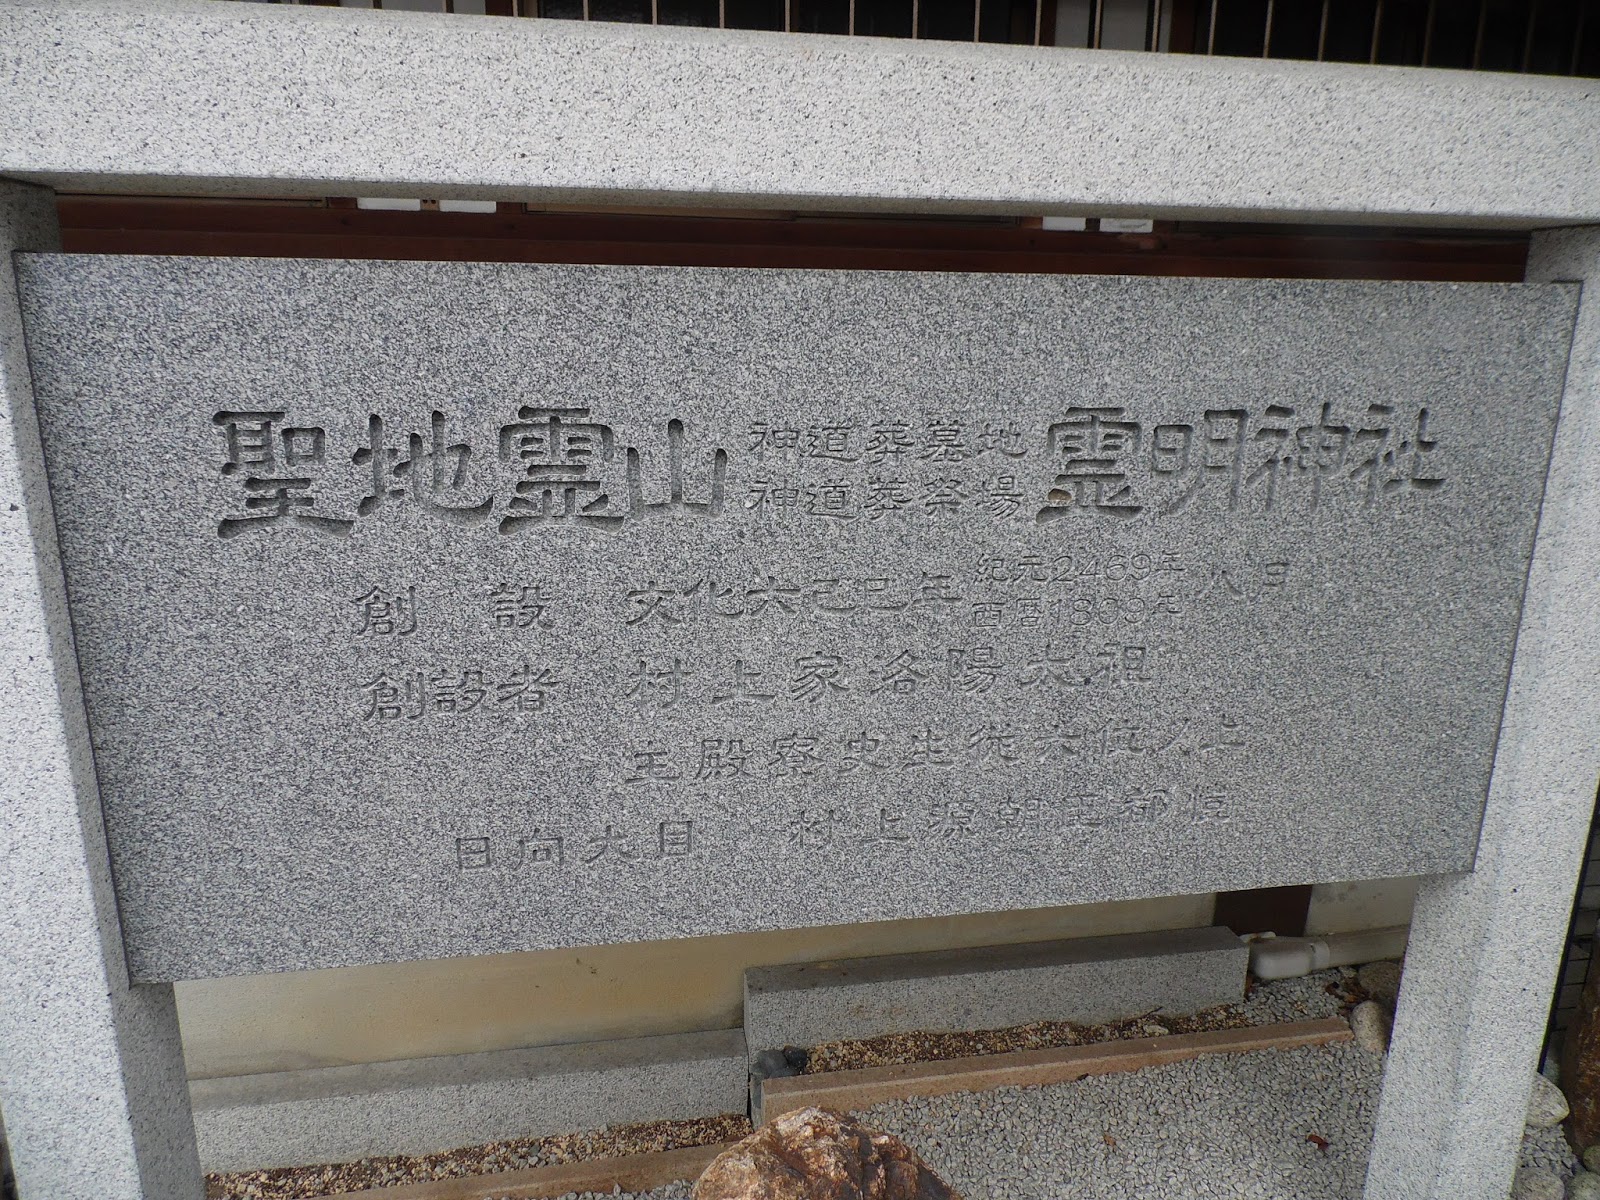 聖地霊山 神道葬墓地 霊明神社
神道葬祭場
創設 文化六己巳年 紀元2469年 八月
西暦1809年
創設者 村上家洛陽太祖
主殿寮史生従六位人上
日向大目 村上源朝臣都愷